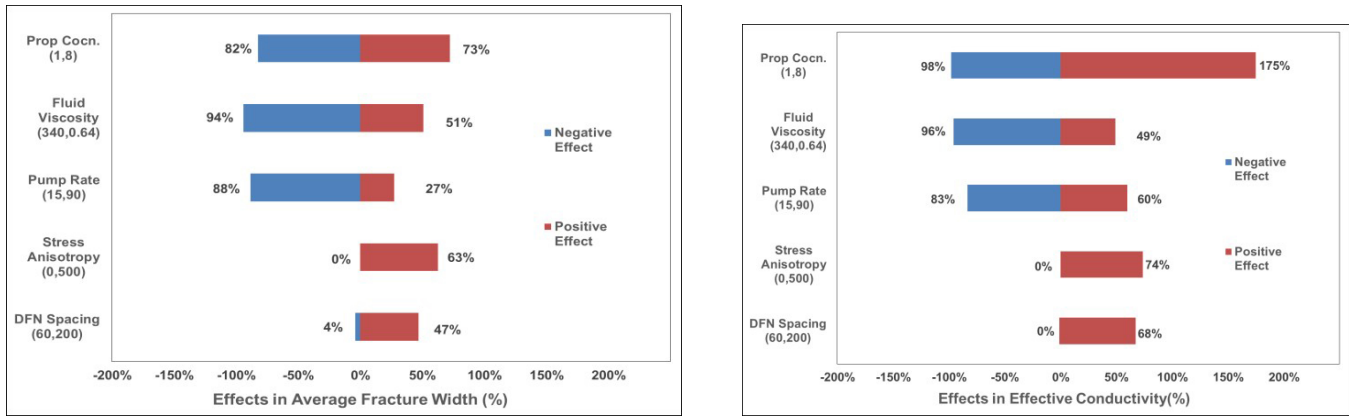 Prop Cocn.
(1,8)
82%
73%
Fluid
Viscosity
(340,0.64)
94%
51%
Negative
Effect
Pump Rate
(15,90)
88%
27%
Stress
Anisotropy
(0,500)
0%
63%
Positive
Effect
DFN Spacing
(60,200)
4%
47%
-200% -150% -100% -50% 0% 50% 100% 150% 200%
Effects in Average Fracture Width (%)
Prop Cocn.
(1,8)
98%
175%
Fluid
Viscosity
(340,0.64)
96%
49%
Negative
Effect
Pump Rate
(15,90)
83%
60%
Stress
Anisotropy
(0,500)
0%
74%
Positive
Effect
DFN Spacing
(60,200)
0%
68%
-200% -150% -100% -50% 0% 50% 100% 150% 200%
Effects in Effective Conductivity(%)